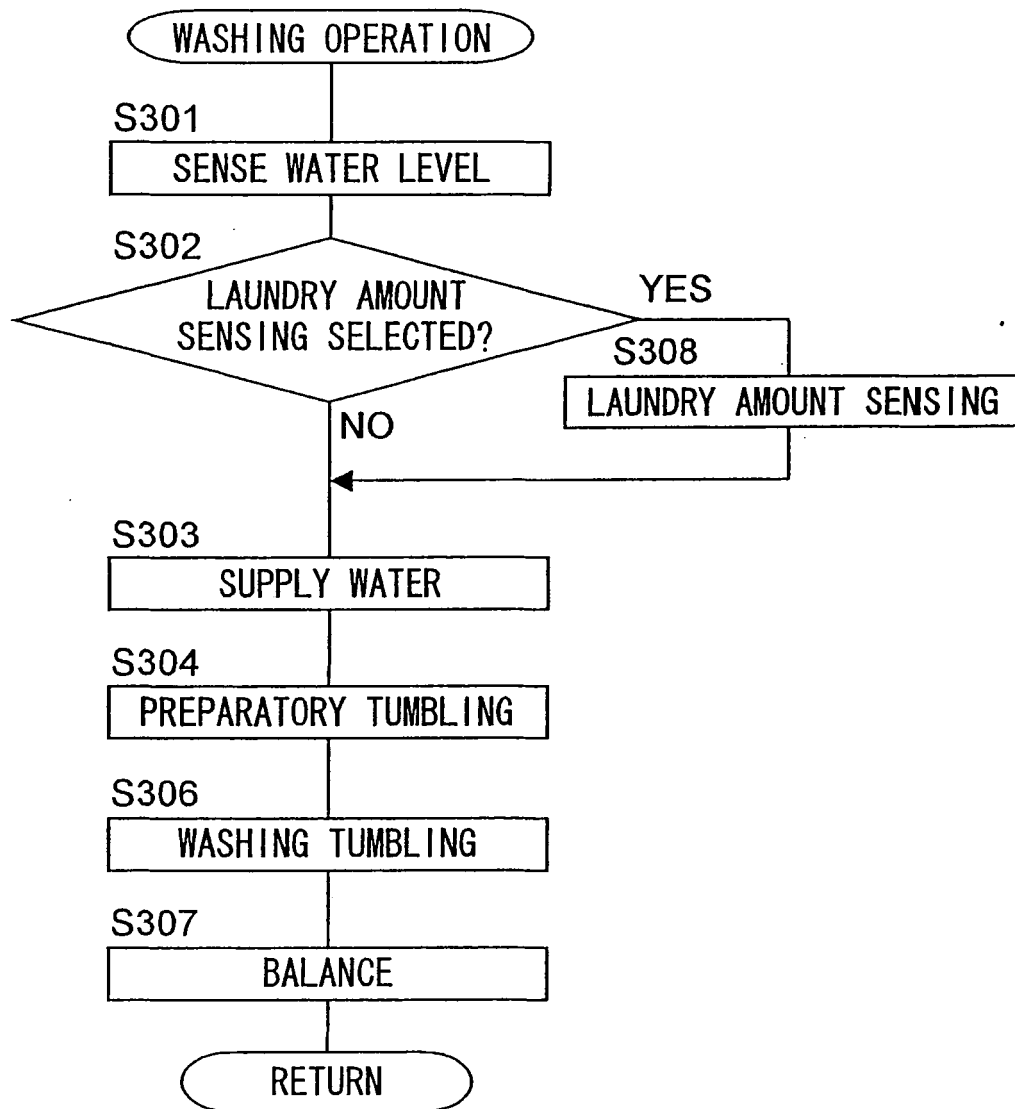 WASHING OPERATION
S301
SENSE WATER LEVEL
S302
LAUNDRY AMOUNT
SENSING SELECTED?
YES
S308
LAUNDRY AMOUNT SENSING
NO
S303
SUPPLY WATER
S304
PREPARATORY TUMBLING
S306
WASHING TUMBLING
S307
BALANCE
RETURN